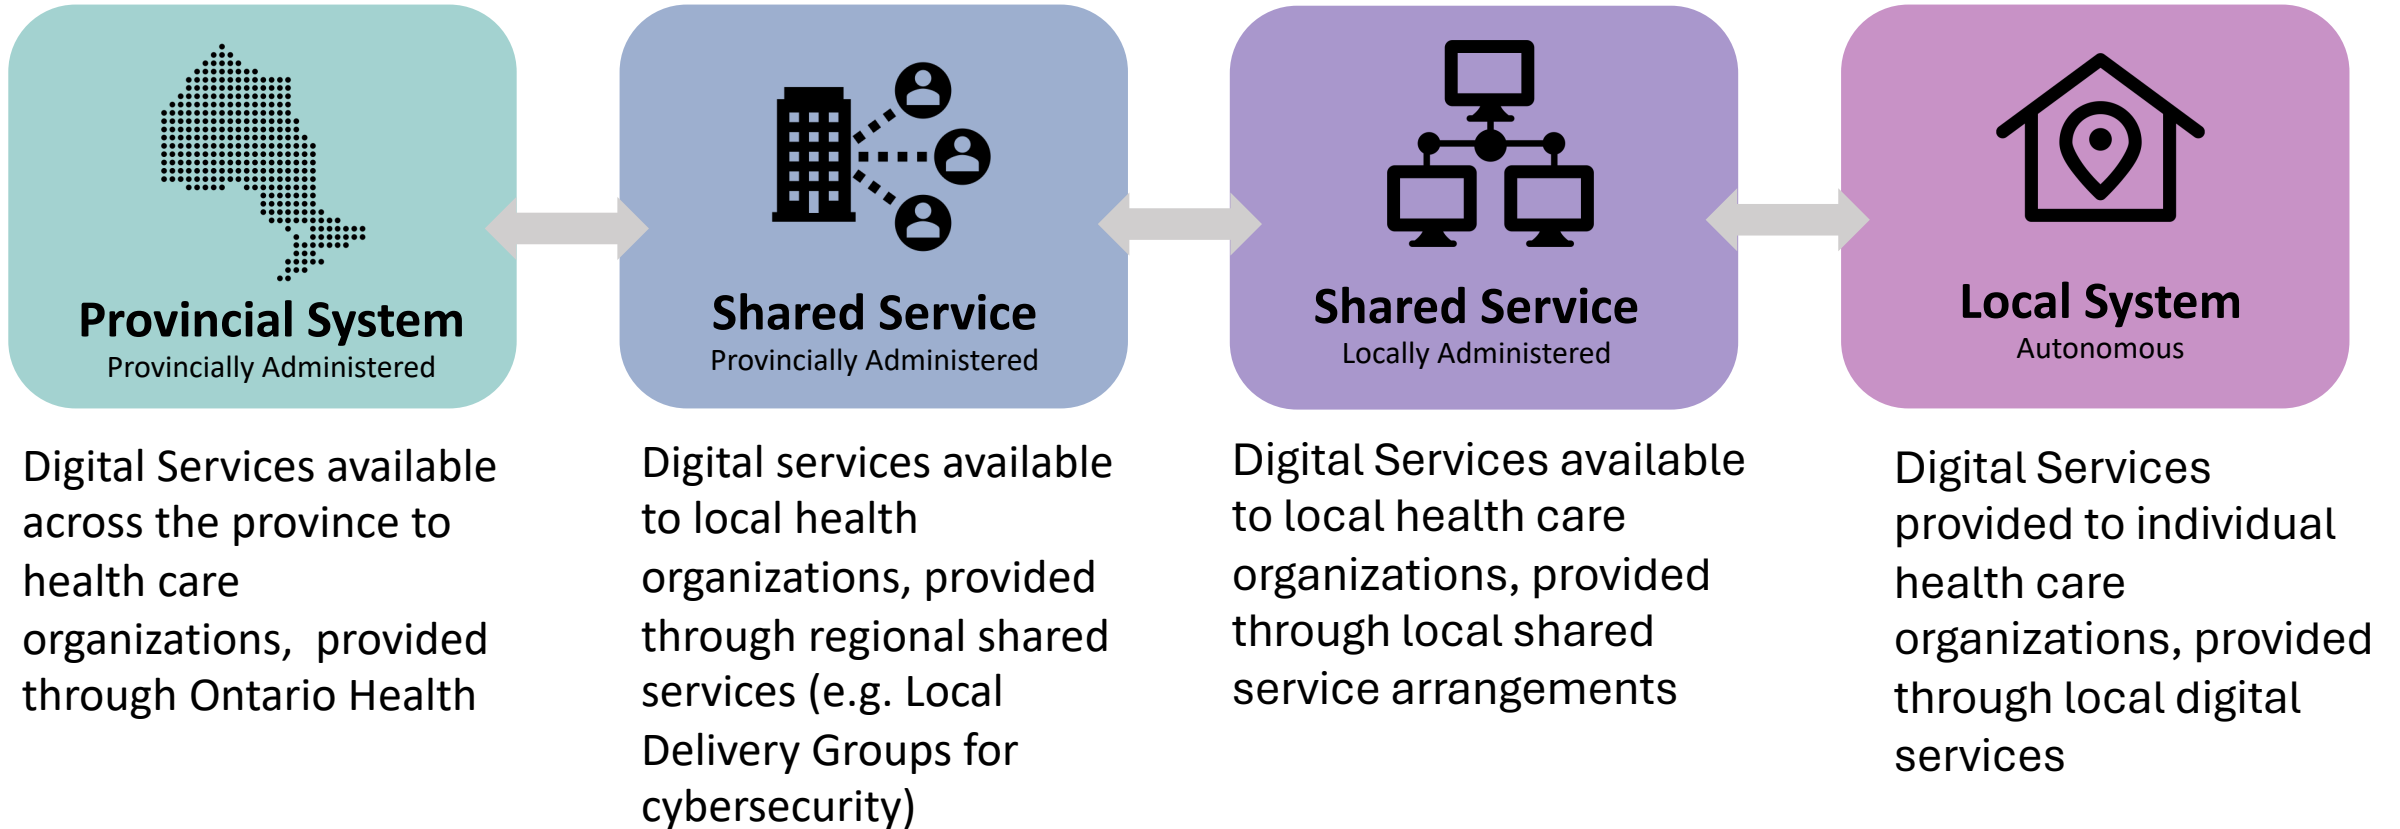 Provincial System
Provincially Administered
Digital Services available
across the province to
health care
organizations,  provided
through Ontario Health
Shared Service
Provincially Administered
Digital services available
to local health
organizations, provided
through regional shared
services (e.g. Local
Delivery Groups for
cybersecurity)
Shared Service
Locally Administered
Digital Services available
to local health care
organizations, provided
through local shared
service arrangements
Local System
Autonomous
Digital Services
provided to individual
health care
organizations, provided
through local digital
services